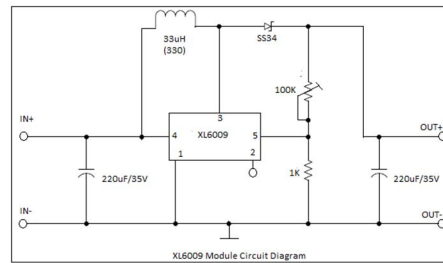 33uH
(330)
SS34
100K
3
IN+
4
XL6009
5
OUT+
1
2
220uF/35V
1K
220uF/35V
IN-
OUT-
XL6009 Module Circuit Diagram